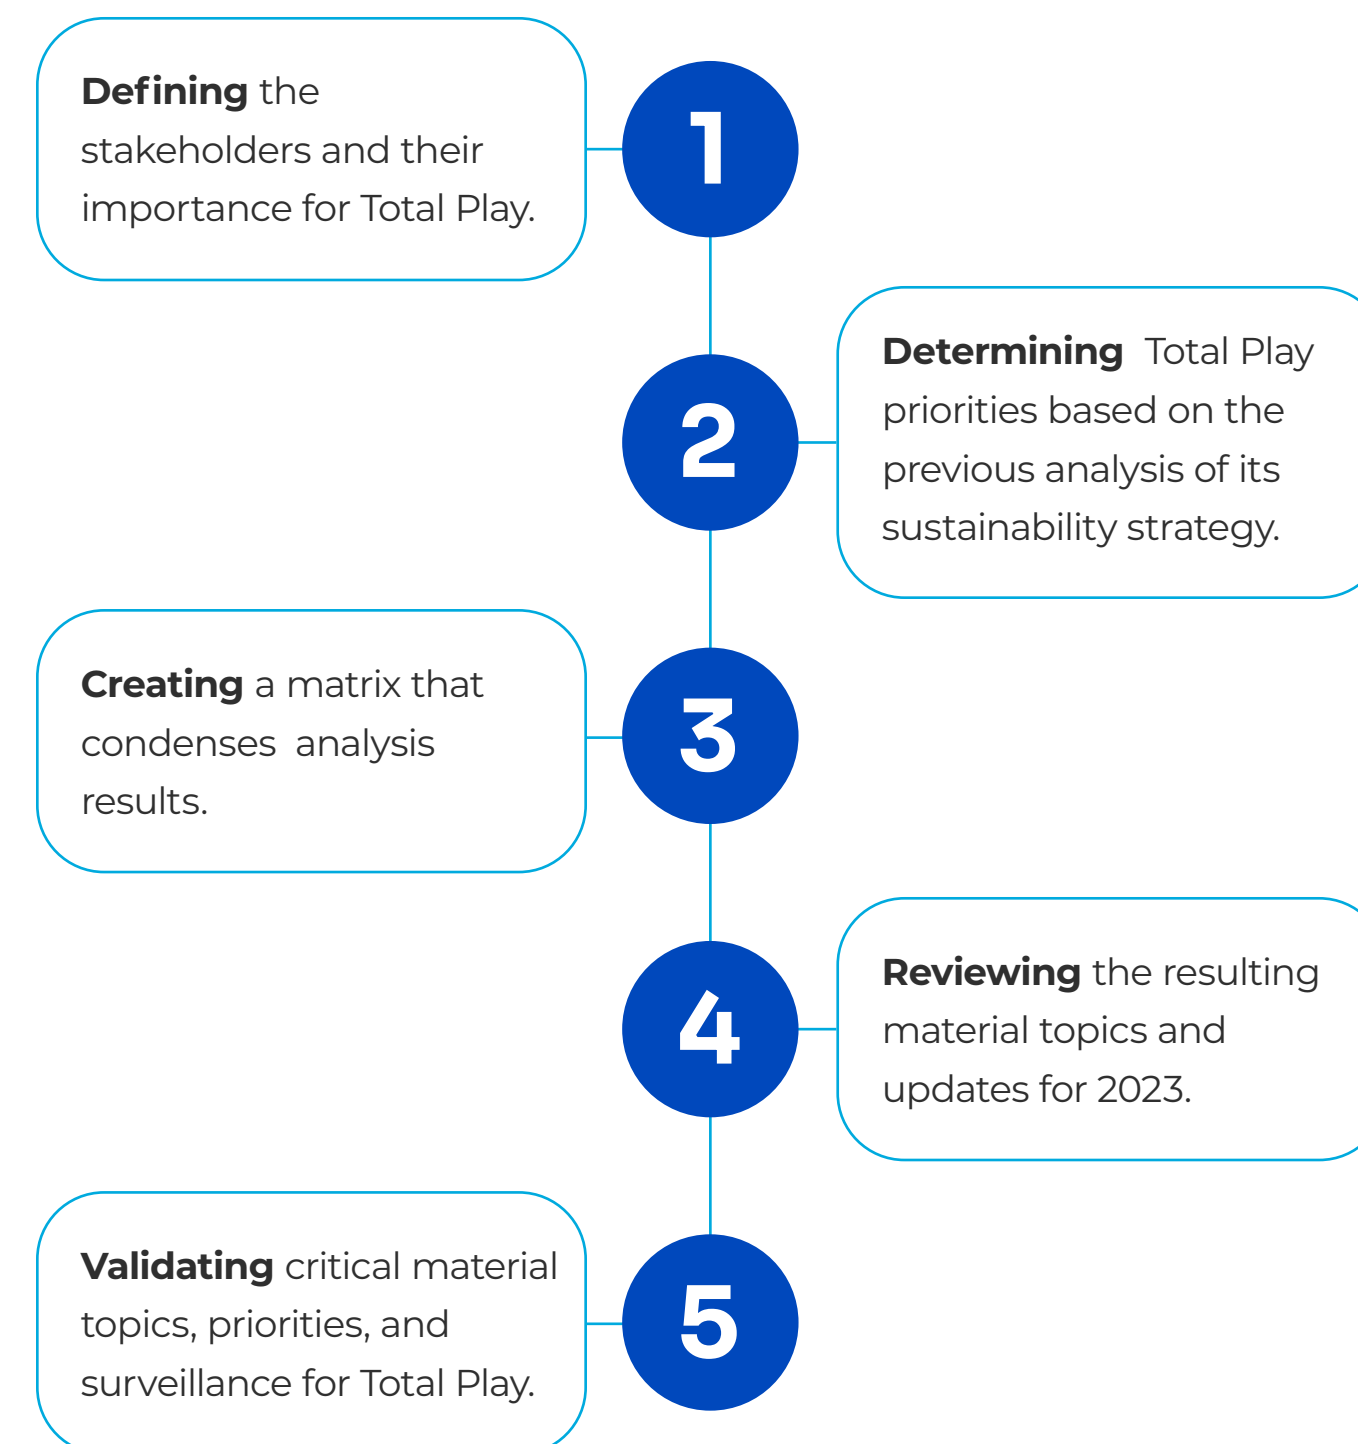 Defining the
stakeholders and their
importance for Total Play.
1
2
Determining Total Play
priorities based on the
previous analysis of its
sustainability strategy.
Creating a matrix that
condenses analysis
results.
3
4
Reviewing the resulting
material topics and
updates for 2023.
Validating critical material
topics, priorities, and
surveillance for Total Play.
5